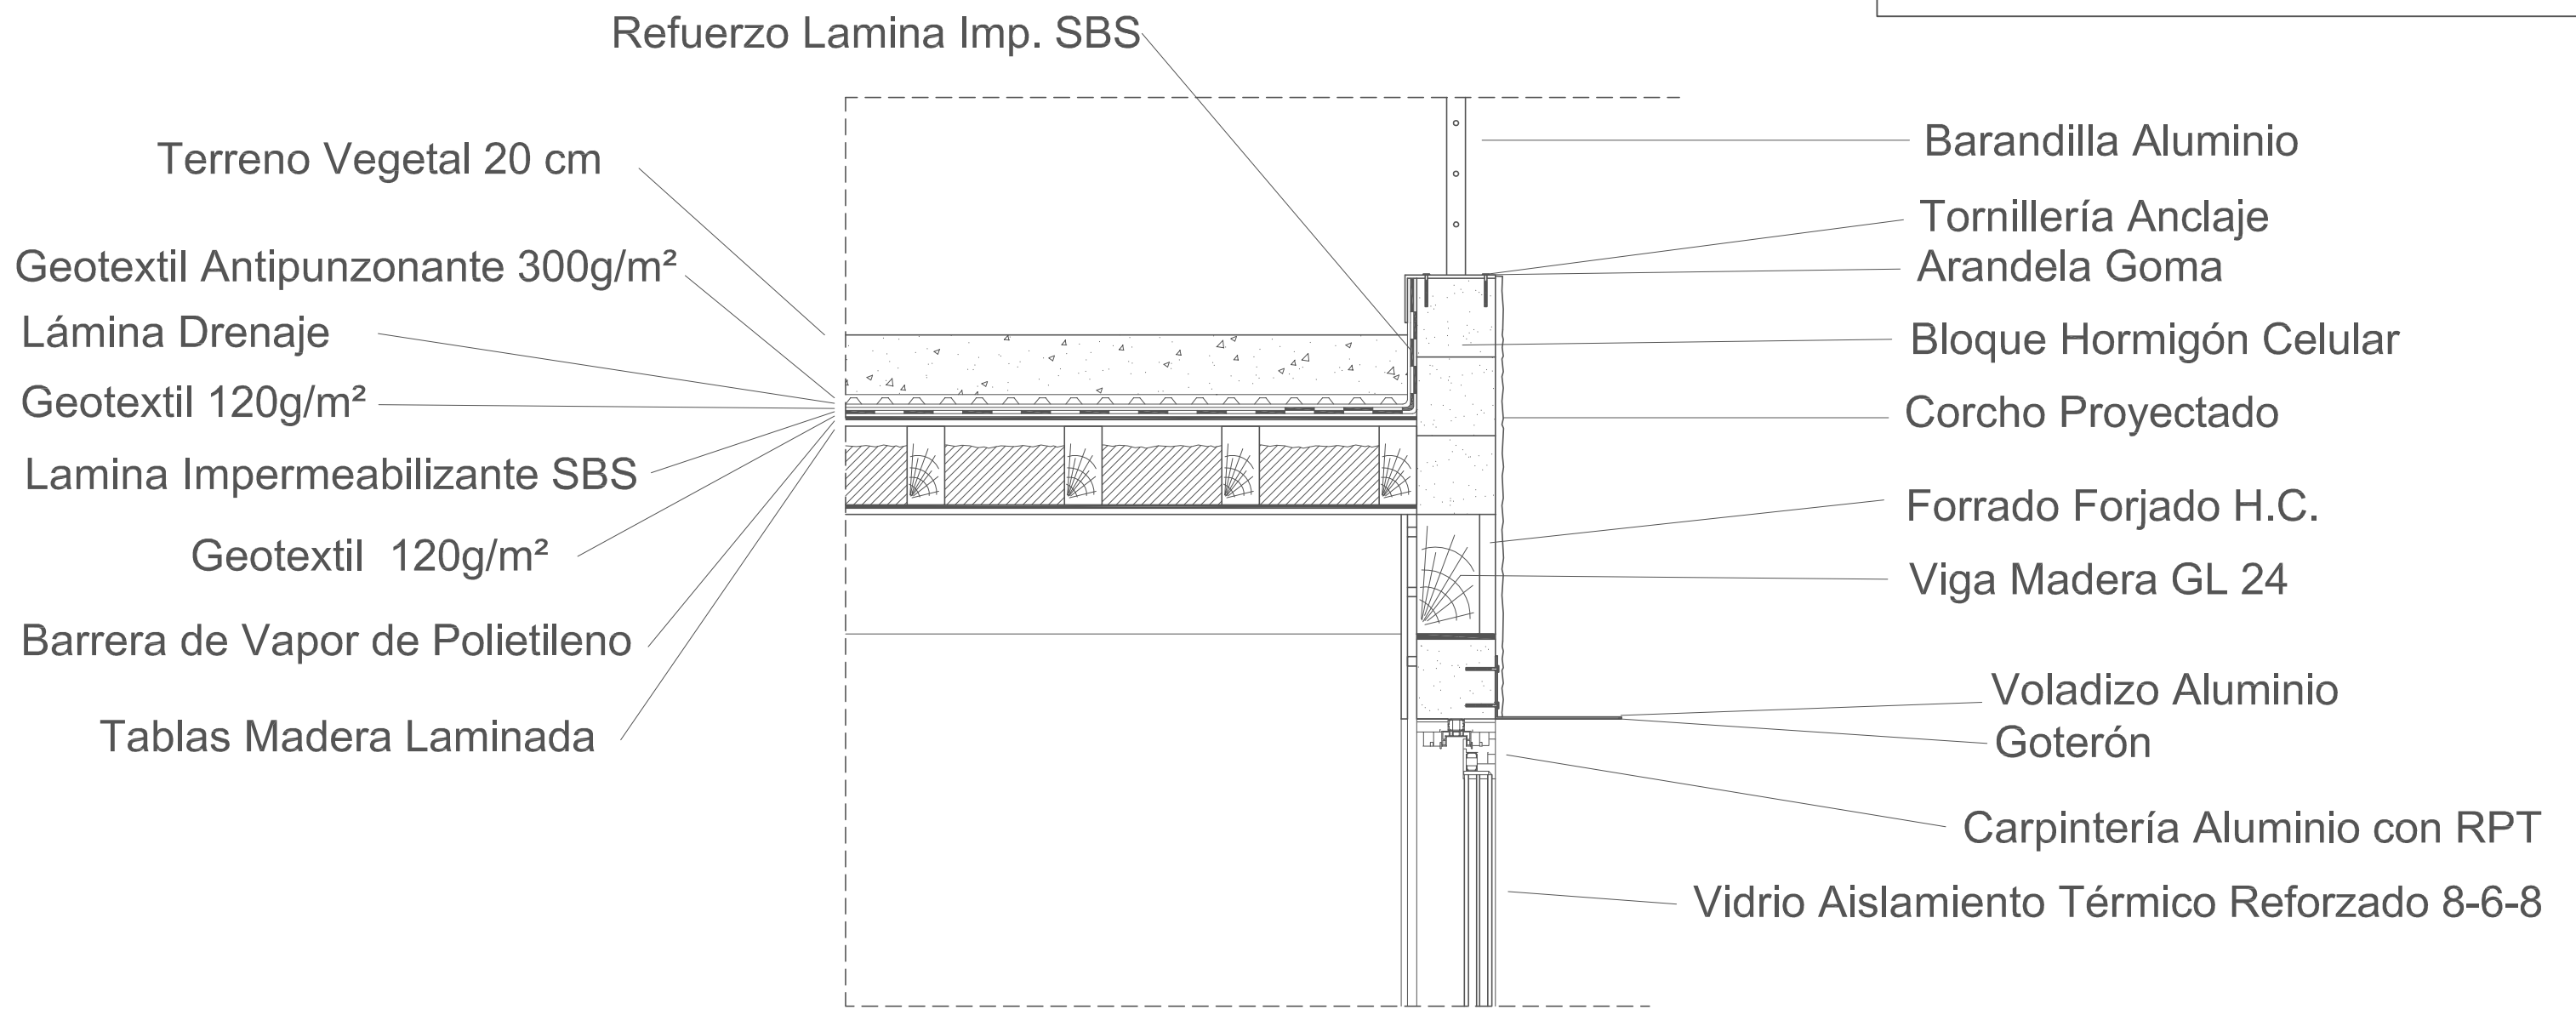 Refuerzo Lamina Imp. SBS
Terreno Vegetal 20 cm
Geotextil Antipunzonante 300g/m²
Lámina Drenaje
Geotextil 120g/m²
Lamina Impermeabilizante SBS
Geotextil 120g/m²
Barrera de Vapor de Polietileno
Tablas Madera Laminada
Barandilla Aluminio
Tornillería Anclaje
Arandela Goma
Bloque Hormigón Celular
Corcho Proyectado
Forrado Forjado H.C.
Viga Madera GL 24
Voladizo Aluminio
Goterón
Carpintería Aluminio con RPT
Vidrio Aislamiento Térmico Reforzado 8-6-8